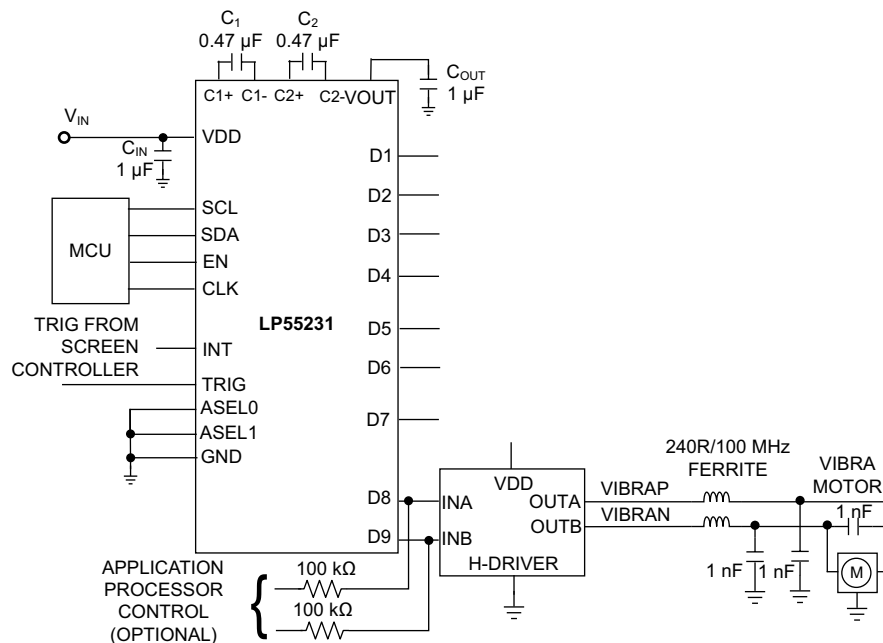 C1
0.47 µF
C2
0.47 µF
COUT
1 µF
C1+
C1-
C2+
C2-
VOUT
VIN
VDD
CIN
1 µF
MCU
SCL
SDA
EN
CLK
D1
D2
D3
D4
LP55231
TRIG FROM
SCREEN
CONTROLLER
INT
TRIG
ASEL0
ASEL1
GND
D5
D6
D7
D8
D9
INA
INB
VDD
OUTA
OUTB
H-DRIVER
VIBRAP
VIBRAN
240R/100 MHz
FERRITE
VIBRA
MOTOR
1 nF
1 nF
1 nF
M
APPLICATION
PROCESSOR
CONTROL
(OPTIONAL)
100 kΩ
100 kΩ